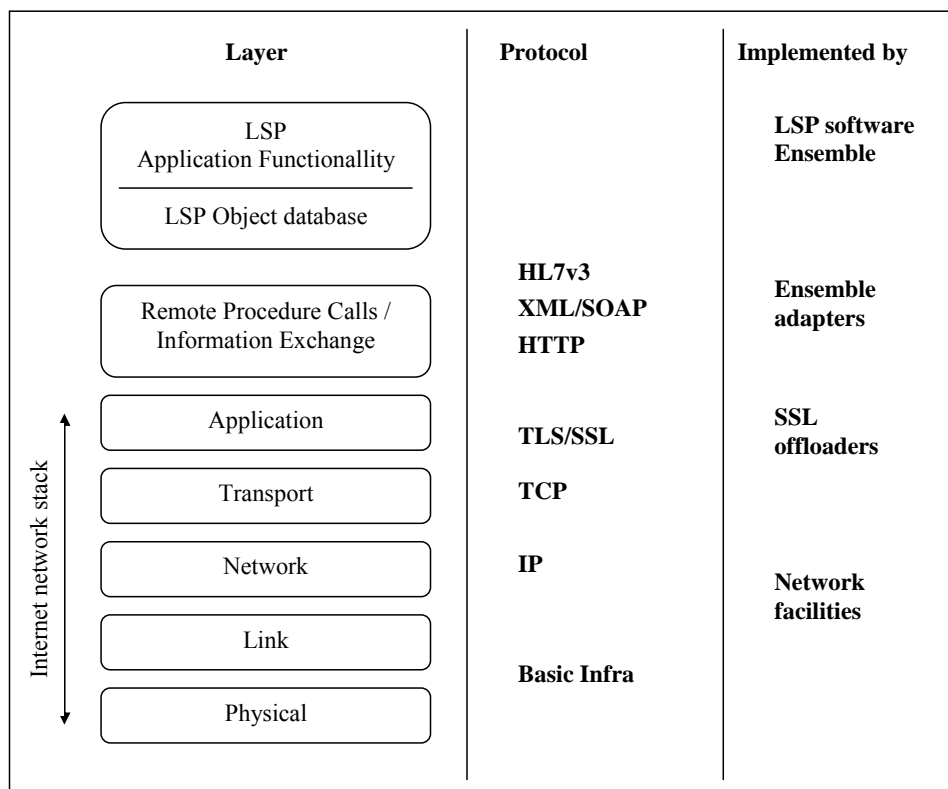 Layer
Protocol
Implemented by
LSP
Application Functionallity
LSP Object database
LSP software
Ensemble
Remote Procedure Calls /
Information Exchange
HL7v3
XML/SOAP
HTTP
Ensemble
adapters
Internet network stack
Application
TLS/SSL
SSL
offloaders
Transport
TCP
Network
IP
Network
facilities
Link
Basic Infra
Physical